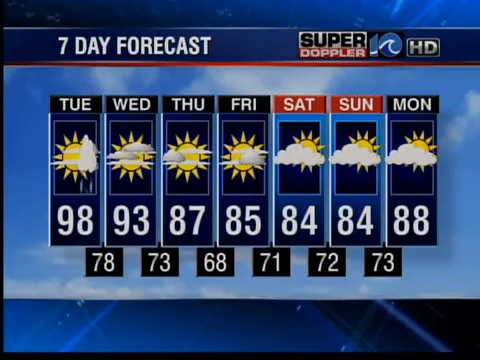 7 DAY FORECAST
SUPER DOPPLER 10 HD
TUE WED THU FRI SAT SUN MON
98 93 87 85 84 84 88
78 73 68 71 72 73